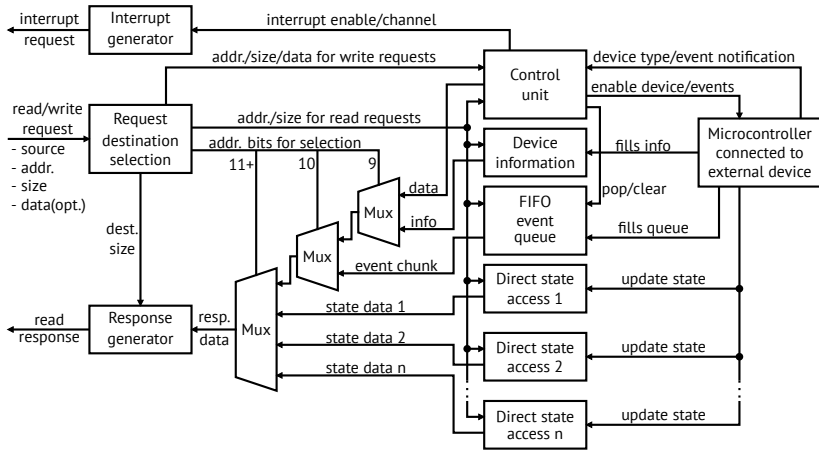 interrupt
request
Interrupt
generator
interrupt enable/channel
addr./size/data for write requests
Control
unit
device type/event notification
enable device/events
read/write
request
- source
- addr.
- size
- data(opt.)
Request
destination
selection
addr./size for read requests
addr. bits for selection
11+
10
9
Device
information
fills info
Microcontroller
connected to
external device
data
Mux
info
pop/clear
FIFO
event
queue
fills queue
dest.
size
Mux
event chunk
Direct state
access 1
update state
read
response
Response
generator
resp.
data
Mux
state data 1
state data 2
Direct state
access 2
update state
state data n
Direct state
access n
update state